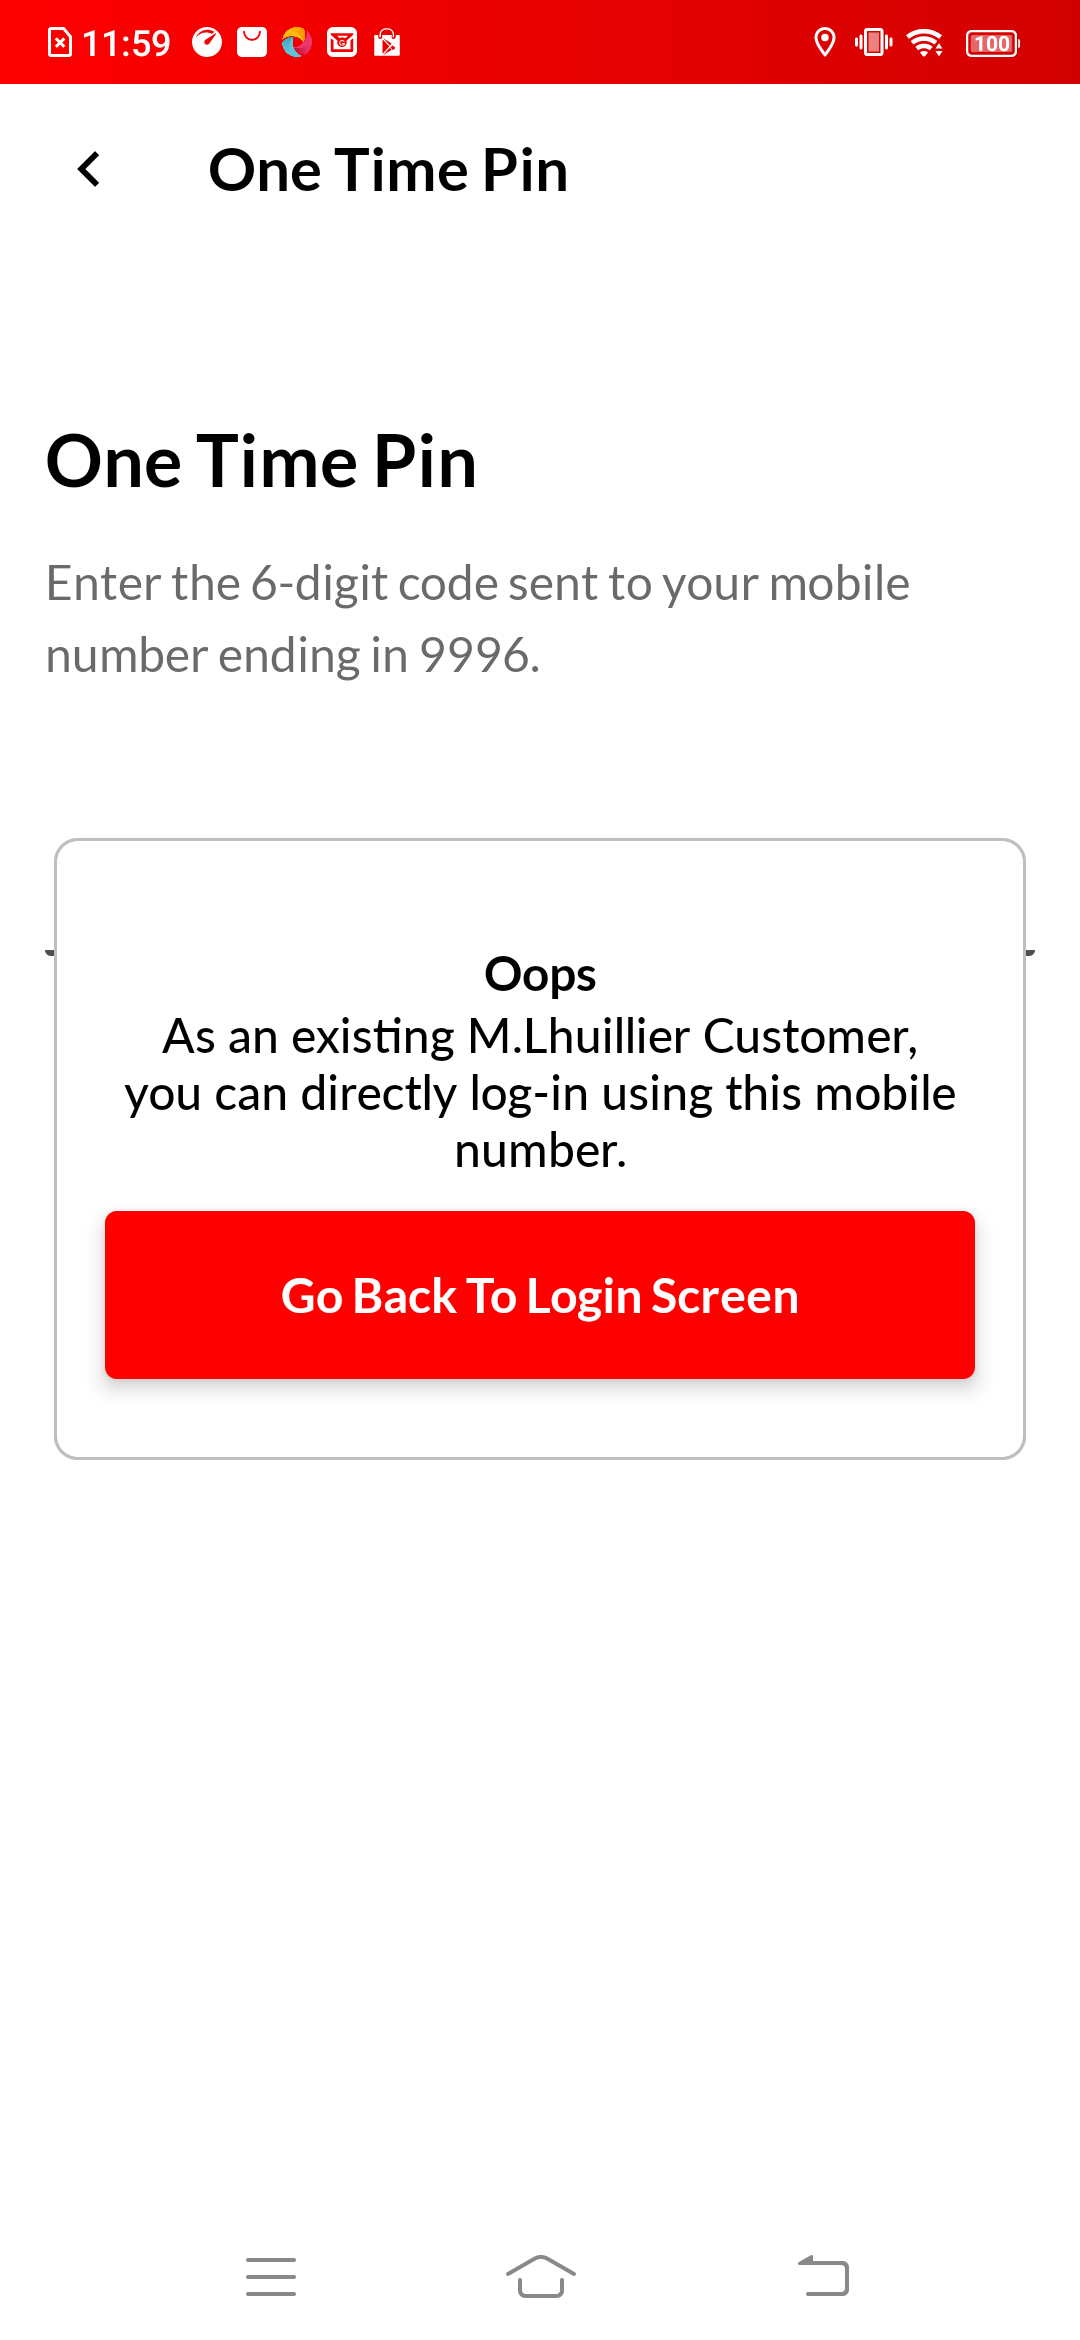 11:59
100
One Time Pin
One Time Pin
Enter the 6-digit code sent to your mobile
number ending in 9996.
Oops
As an existing M.Lhuillier Customer,
you can directly log-in using this mobile
number.
Go Back To Login Screen